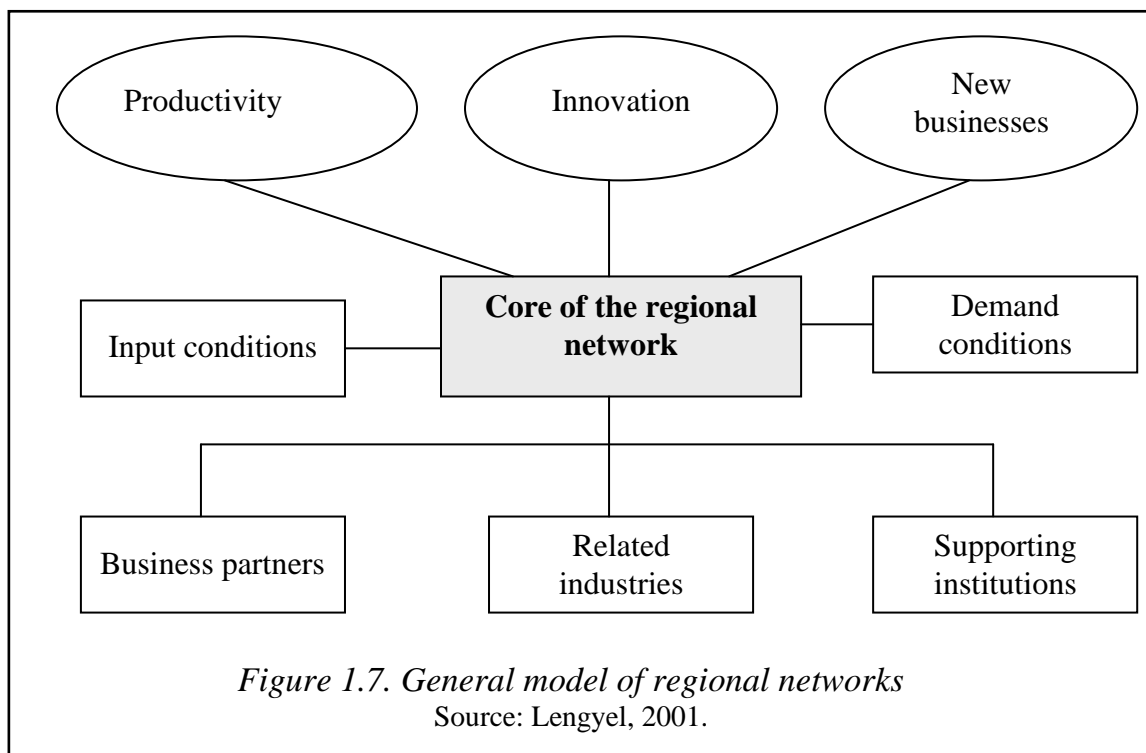 Productivity
Innovation
New
businesses
Core of the regional
network
Input conditions
Demand
conditions
Business partners
Related
industries
Supporting
institutions
Figure 1.7. General model of regional networks
Source: Lengyel, 2001.